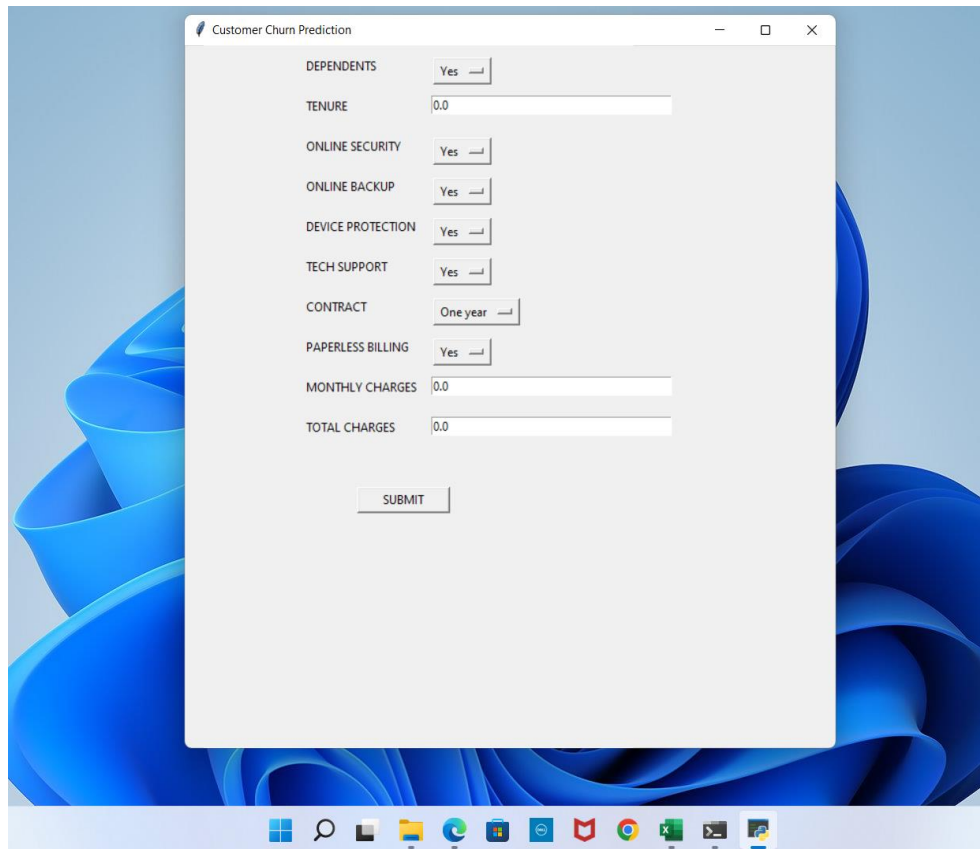 Customer Churn Prediction
DEPENDENTS Yes
TENURE 0.0
ONLINE SECURITY Yes
ONLINE BACKUP Yes
DEVICE PROTECTION Yes
TECH SUPPORT Yes
CONTRACT One year
PAPERLESS BILLING Yes
MONTHLY CHARGES 0.0
TOTAL CHARGES 0.0
SUBMIT